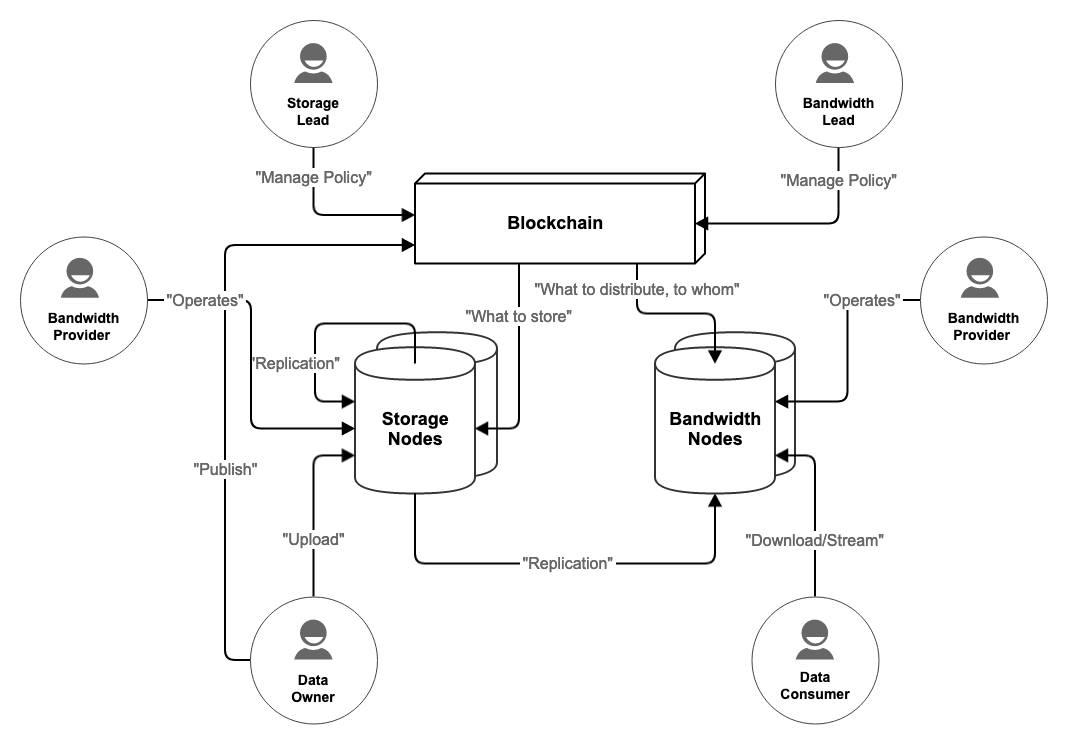 Storage
Lead
Bandwidth
Lead
"Manage Policy"
"Manage Policy"
Blockchain
Bandwidth
Provider
"Operates"
"What to distribute, to whom"
"What to store"
"Operates"
Bandwidth
Provider
"Replication"
Storage
Nodes
Bandwidth
Nodes
"Publish"
"Upload"
"Replication"
"Download/Stream"
Data
Owner
Data
Consumer